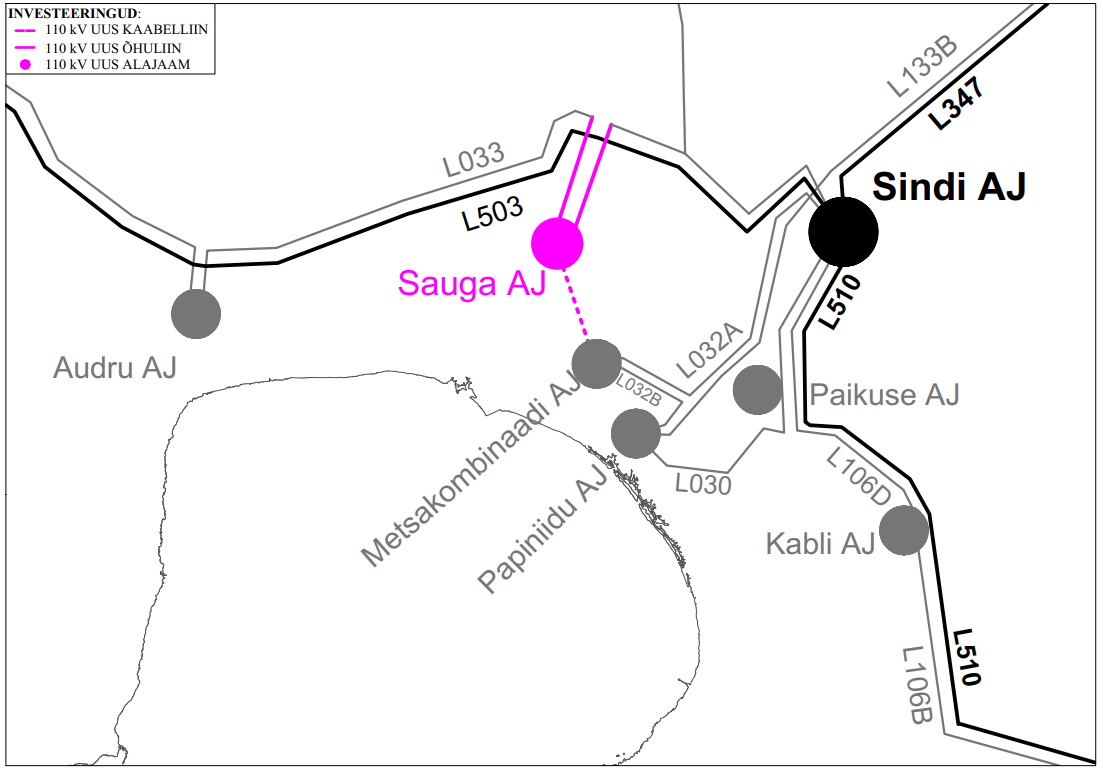 INVESTEERINGUD:
110 kV UUS KAABELLIIN
110 kV UUS ÕHULIIN
110 kV UUS ALAJAAM
L133B
L347
L033
Sindi AJ
L503
Sauga AJ
L510
L032A
Audru AJ
L032B
Paikuse AJ
Metsakombinaadi AJ
L030
L106D
Papiniidu AJ
Kabli AJ
L510
L106B